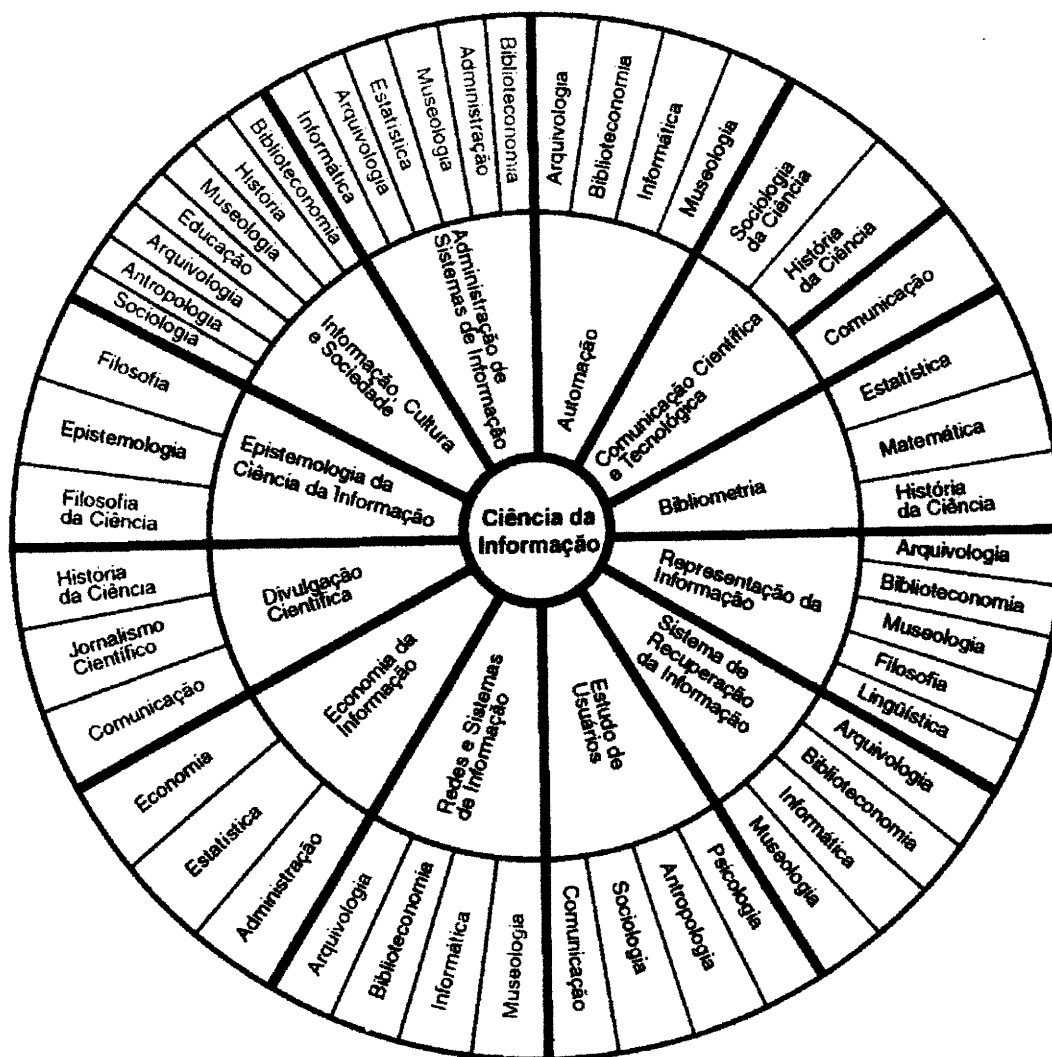 Ciência da
Informação
Automação
Arquivologia
Biblioteconomia
Informática
Museologia
Comunicação Científica
e Tecnológica
Sociologia
da Ciência
História
da Ciência
Comunicação
Bibliometria
Estatística
Matemática
História
da Ciência
Representação da
Informação
Arquivologia
Biblioteconomia
Museologia
Filosofia
Lingüística
Sistema de
Recuperação
da Informação
Arquivologia
Biblioteconomia
Informática
Museologia
Estudo de
Usuários
Psicologia
Antropologia
Sociologia
Comunicação
Redes e Sistemas
de Informação
Museologia
Informática
Biblioteconomia
Arquivologia
Economia da
Informação
Administração
Estatística
Economia
Divulgação
Científica
Comunicação
Jornalismo
Científico
História
da Ciência
Epistemologia da
Ciência da Informação
Filosofia
da Ciência
Epistemologia
Filosofia
Informação, Cultura
e Sociedade
Sociologia
Antropologia
Arquivologia
Educação
Museologia
História
Biblioteconomia
Administração de
Sistemas de Informação
Informática
Arquivologia
Estatística
Museologia
Administração
Biblioteconomia